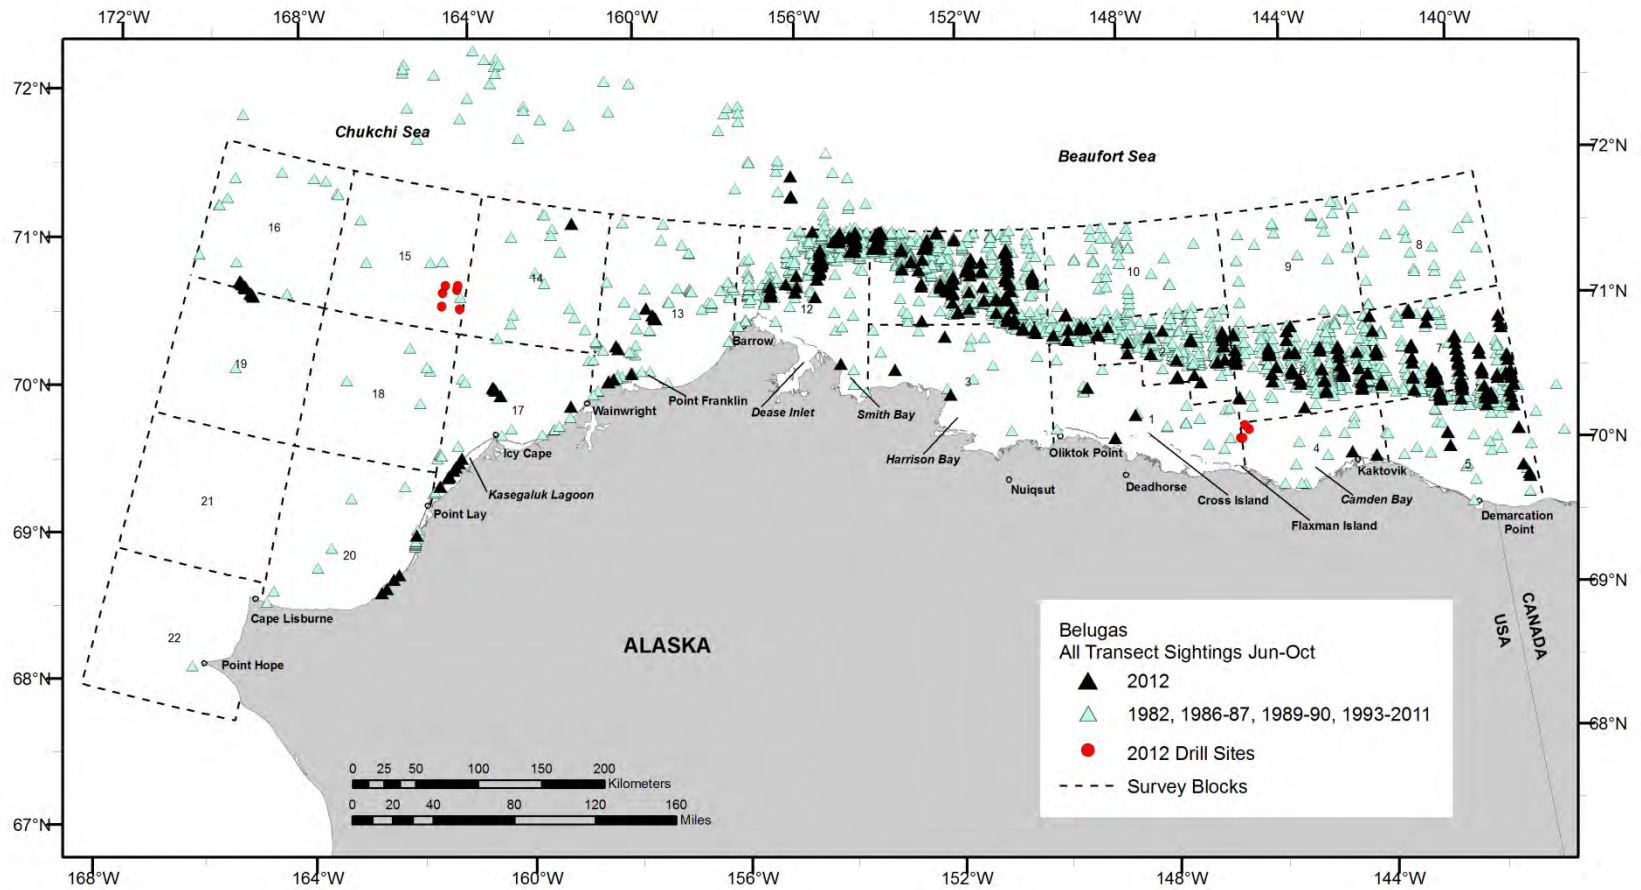 172°W 168°W 164°W 160°W 156°W 152°W 148°W 144°W 140°W
72°N
72°N
Chukchi Sea
Beaufort Sea
16
15
14
13
12
10
9
8
71°N
71°N
7
6
19
18
17
3
1
4
5
70°N
70°N
Barrow
Point Franklin
Wainwright
Dease Inlet
Smith Bay
Harrison Bay
Icy Cape
Kasegaluk Lagoon
Oliktok Point
Nuiqsut
Deadhorse
Cross Island
Flaxman Island
Camden Bay
Kaktovik
Demarcation
Point
21
Point Lay
69°N
69°N
20
Cape Lisburne
22
Point Hope
ALASKA
USA
CANADA
68°N
68°N
67°N
Belugas
All Transect Sightings Jun-Oct
2012
1982, 1986-87, 1989-90, 1993-2011
2012 Drill Sites
Survey Blocks
0 25 50 100 150 200
Kilometers
0 20 40 80 120 160
Miles
168°W 164°W 160°W 156°W 152°W 148°W 144°W